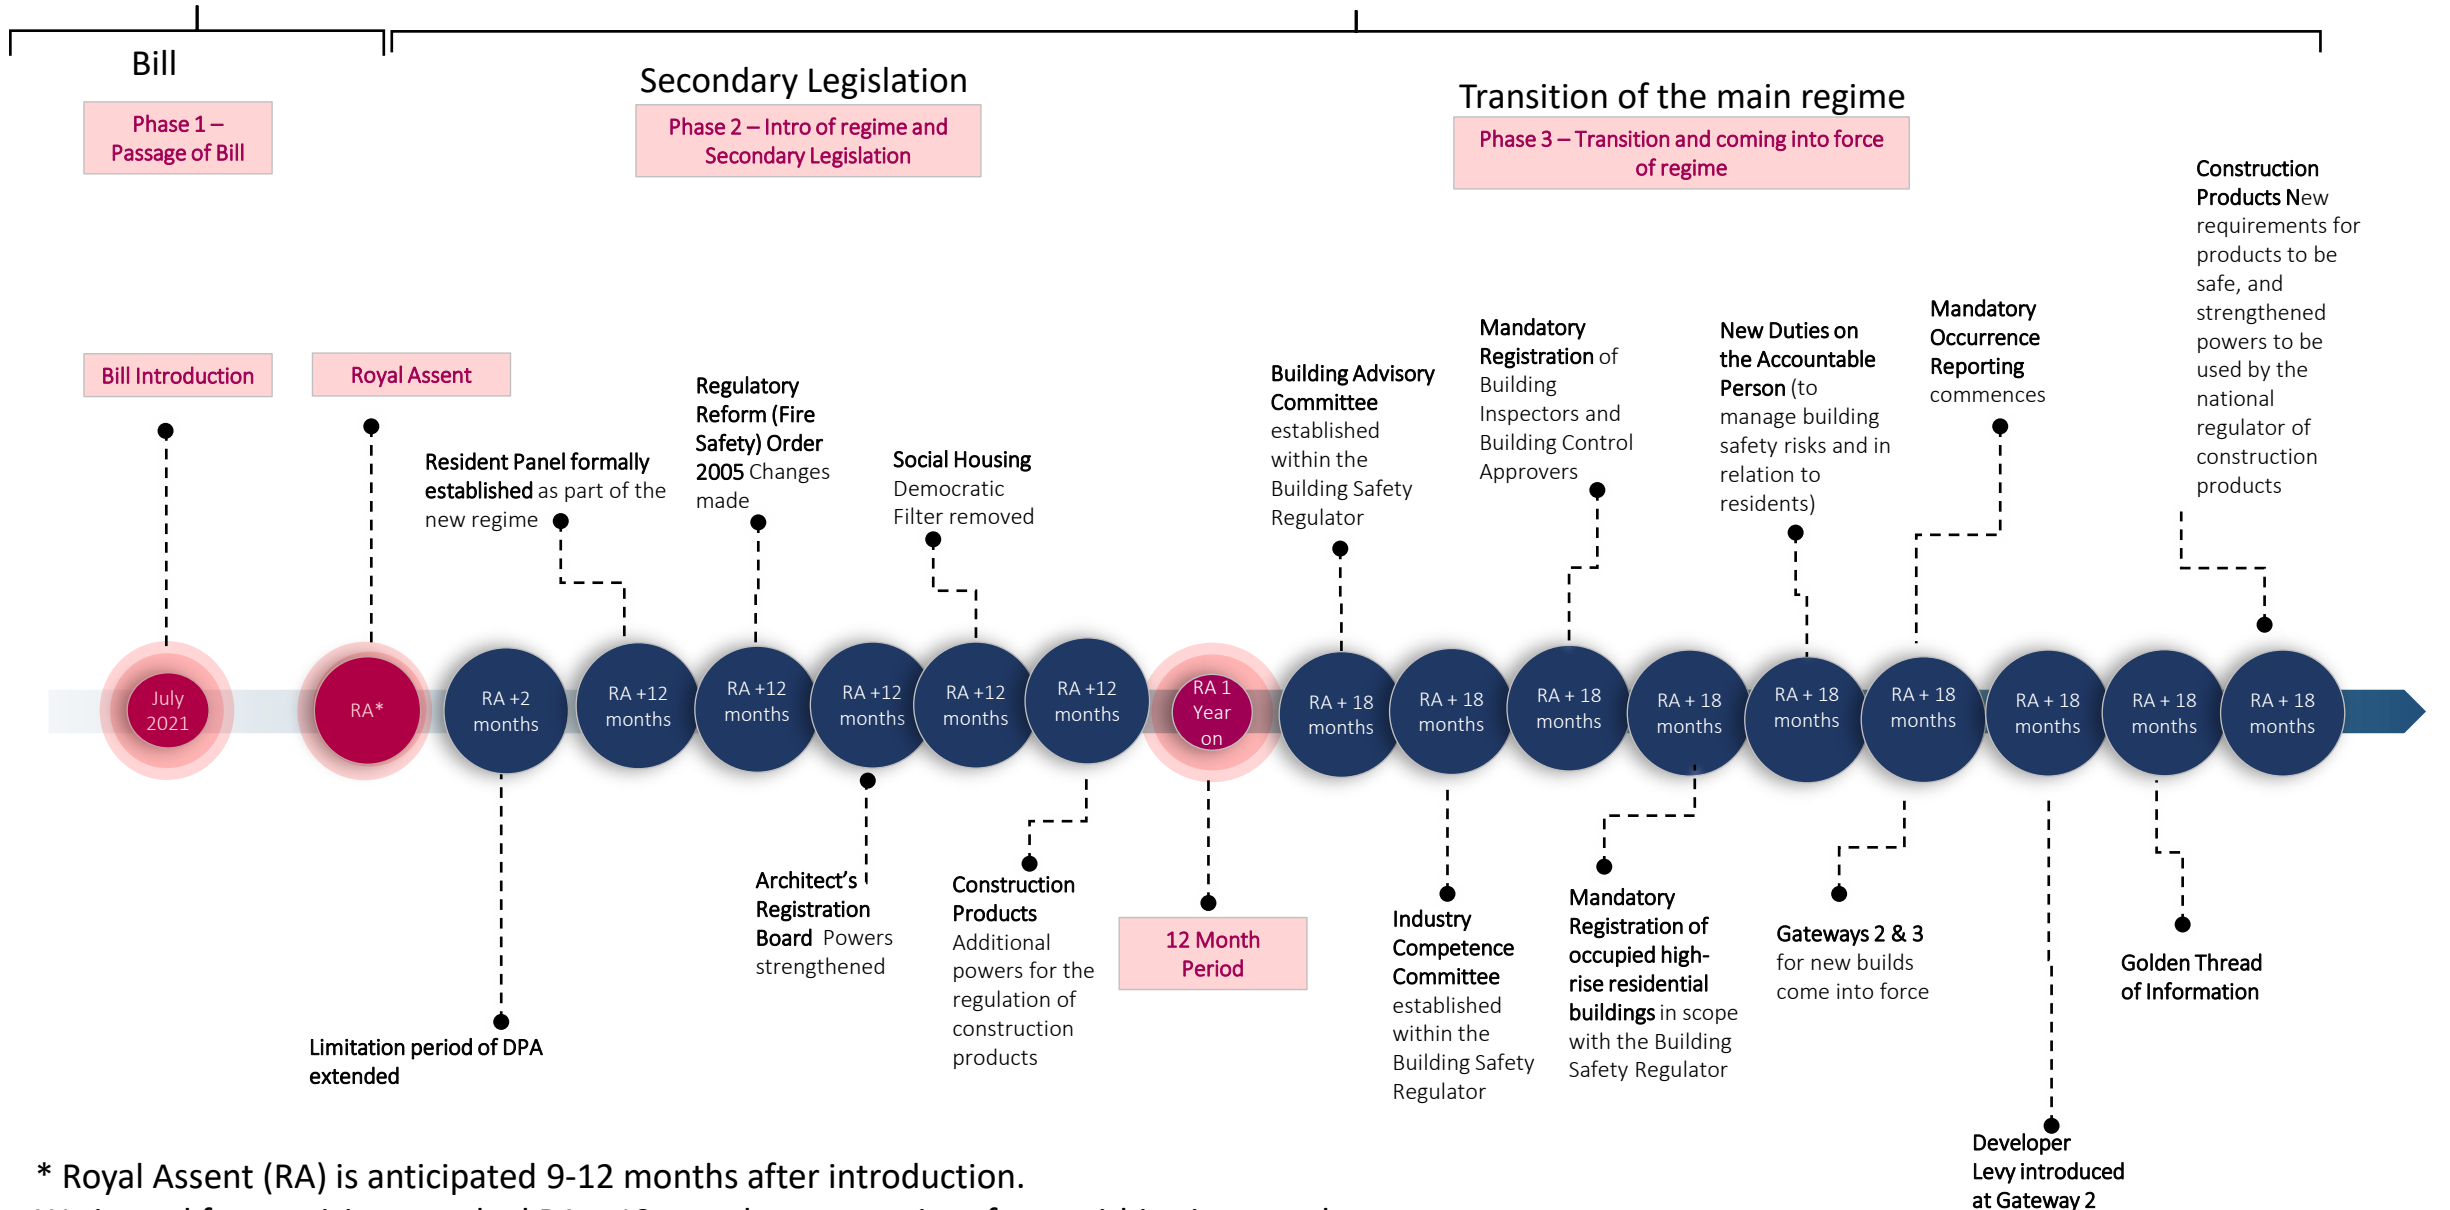 Bill
Secondary Legislation
Transition of the main regime
Phase 1 –
Passage of Bill
Phase 2 – Intro of regime and
Secondary Legislation
Phase 3 – Transition and coming into force
of regime
Bill Introduction
Royal Assent
Resident Panel formally
established as part of the
new regime
Regulatory
Reform (Fire
Safety) Order
2005 Changes
made
Social Housing
Democratic
Filter removed
Building Advisory
Committee
established
within the
Building Safety
Regulator
Mandatory
Registration of
Building
Inspectors and
Building Control
Approvers
New Duties on
the Accountable
Person (to
manage building
safety risks and in
relation to
residents)
Mandatory
Occurrence
Reporting
commences
Construction
Products New
requirements for
products to be
safe, and
strengthened
powers to be
used by the
national
regulator of
construction
products
July
2021
RA*
RA +2
months
RA +12
months
RA +12
months
RA +12
months
RA +12
months
RA +12
months
RA 1
Year
on
RA + 18
months
RA + 18
months
RA + 18
months
RA + 18
months
RA + 18
months
RA + 18
months
RA + 18
months
RA + 18
months
RA + 18
months
Limitation period of DPA
extended
Architect's
Registration
Board Powers
strengthened
Construction
Products
Additional
powers for the
regulation of
construction
products
12 Month
Period
Industry
Competence
Committee
established
within the
Building Safety
Regulator
Mandatory
Registration of
occupied high-
rise residential
buildings in scope
with the Building
Safety Regulator
Gateways 2 & 3
for new builds
come into force
Developer
Levy introduced
at Gateway 2
Golden Thread
of Information
* Royal Assent (RA) is anticipated 9-12 months after introduction.